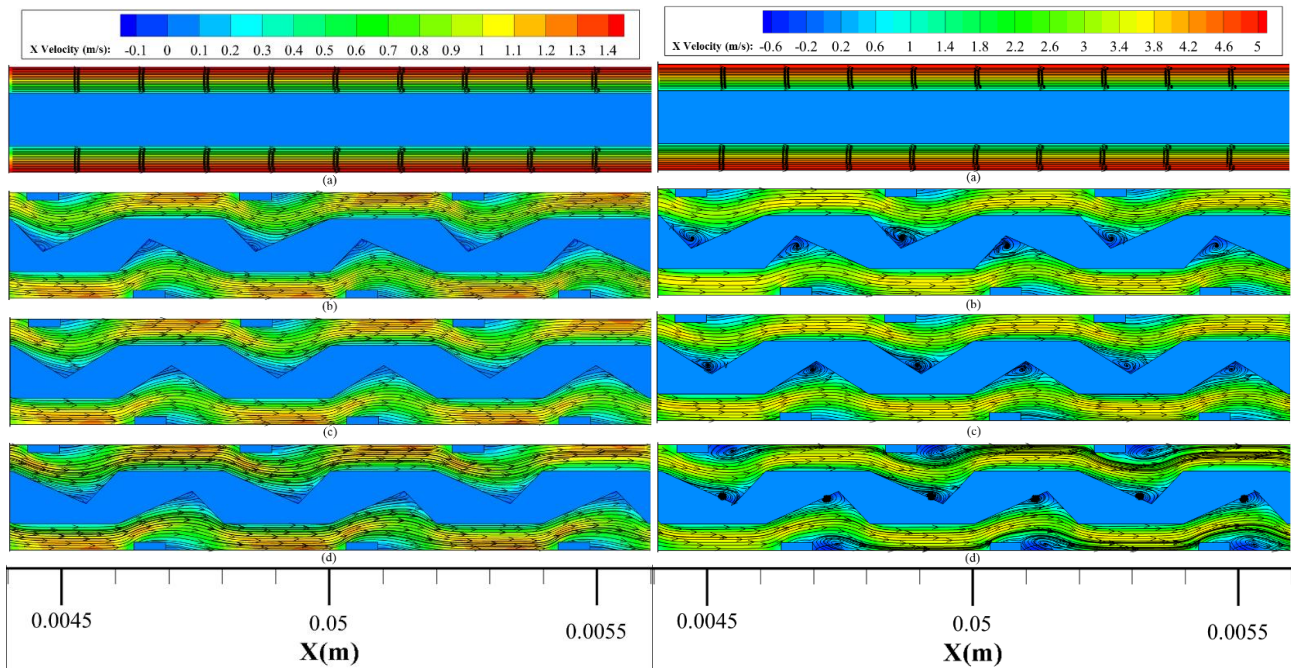 X Velocity (m/s): -0.1 0 0.1 0.2 0.3 0.4 0.5 0.6 0.7 0.8 0.9 1 1.1 1.2 1.3 1.4
(a)
(b)
(c)
(d)
0.0045 0.05 0.0055
X(m)
X Velocity (m/s): -0.6 -0.2 0.2 0.6 1 1.4 1.8 2.2 2.6 3 3.4 3.8 4.2 4.6 5
(a)
(b)
(c)
(d)
0.0045 0.05 0.0055
X(m)